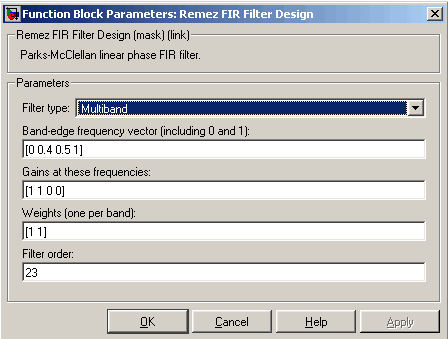 Function Block Parameters: Remez FIR Filter Design
Remez FIR Filter Design (mask) (link)
Parks-McClellan linear phase FIR filter.
Parameters
Filter type: Multiband
Band-edge frequency vector (including 0 and 1):
[0 0.4 0.5 1]
Gains at these frequencies:
[1 1 0 0]
Weights (one per band):
[1 1]
Filter order:
23
OK Cancel Help Apply